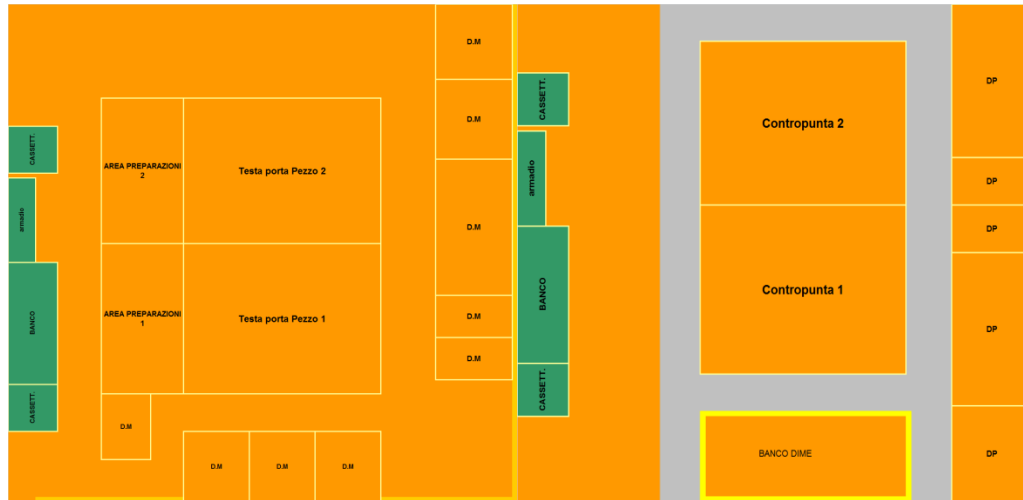 CASSETT.
armadio
BANCO
CASSETT.
AREA PREPARAZIONI
2
Testa porta Pezzo 2
AREA PREPARAZIONI
1
Testa porta Pezzo 1
D.M
D.M
D.M
D.M
D.M
D.M
D.M
D.M
D.M
CASSETT.
armadio
BANCO
CASSETT.
Contropunta 2
Contropunta 1
BANCO DIME
DP
DP
DP
DP
DP